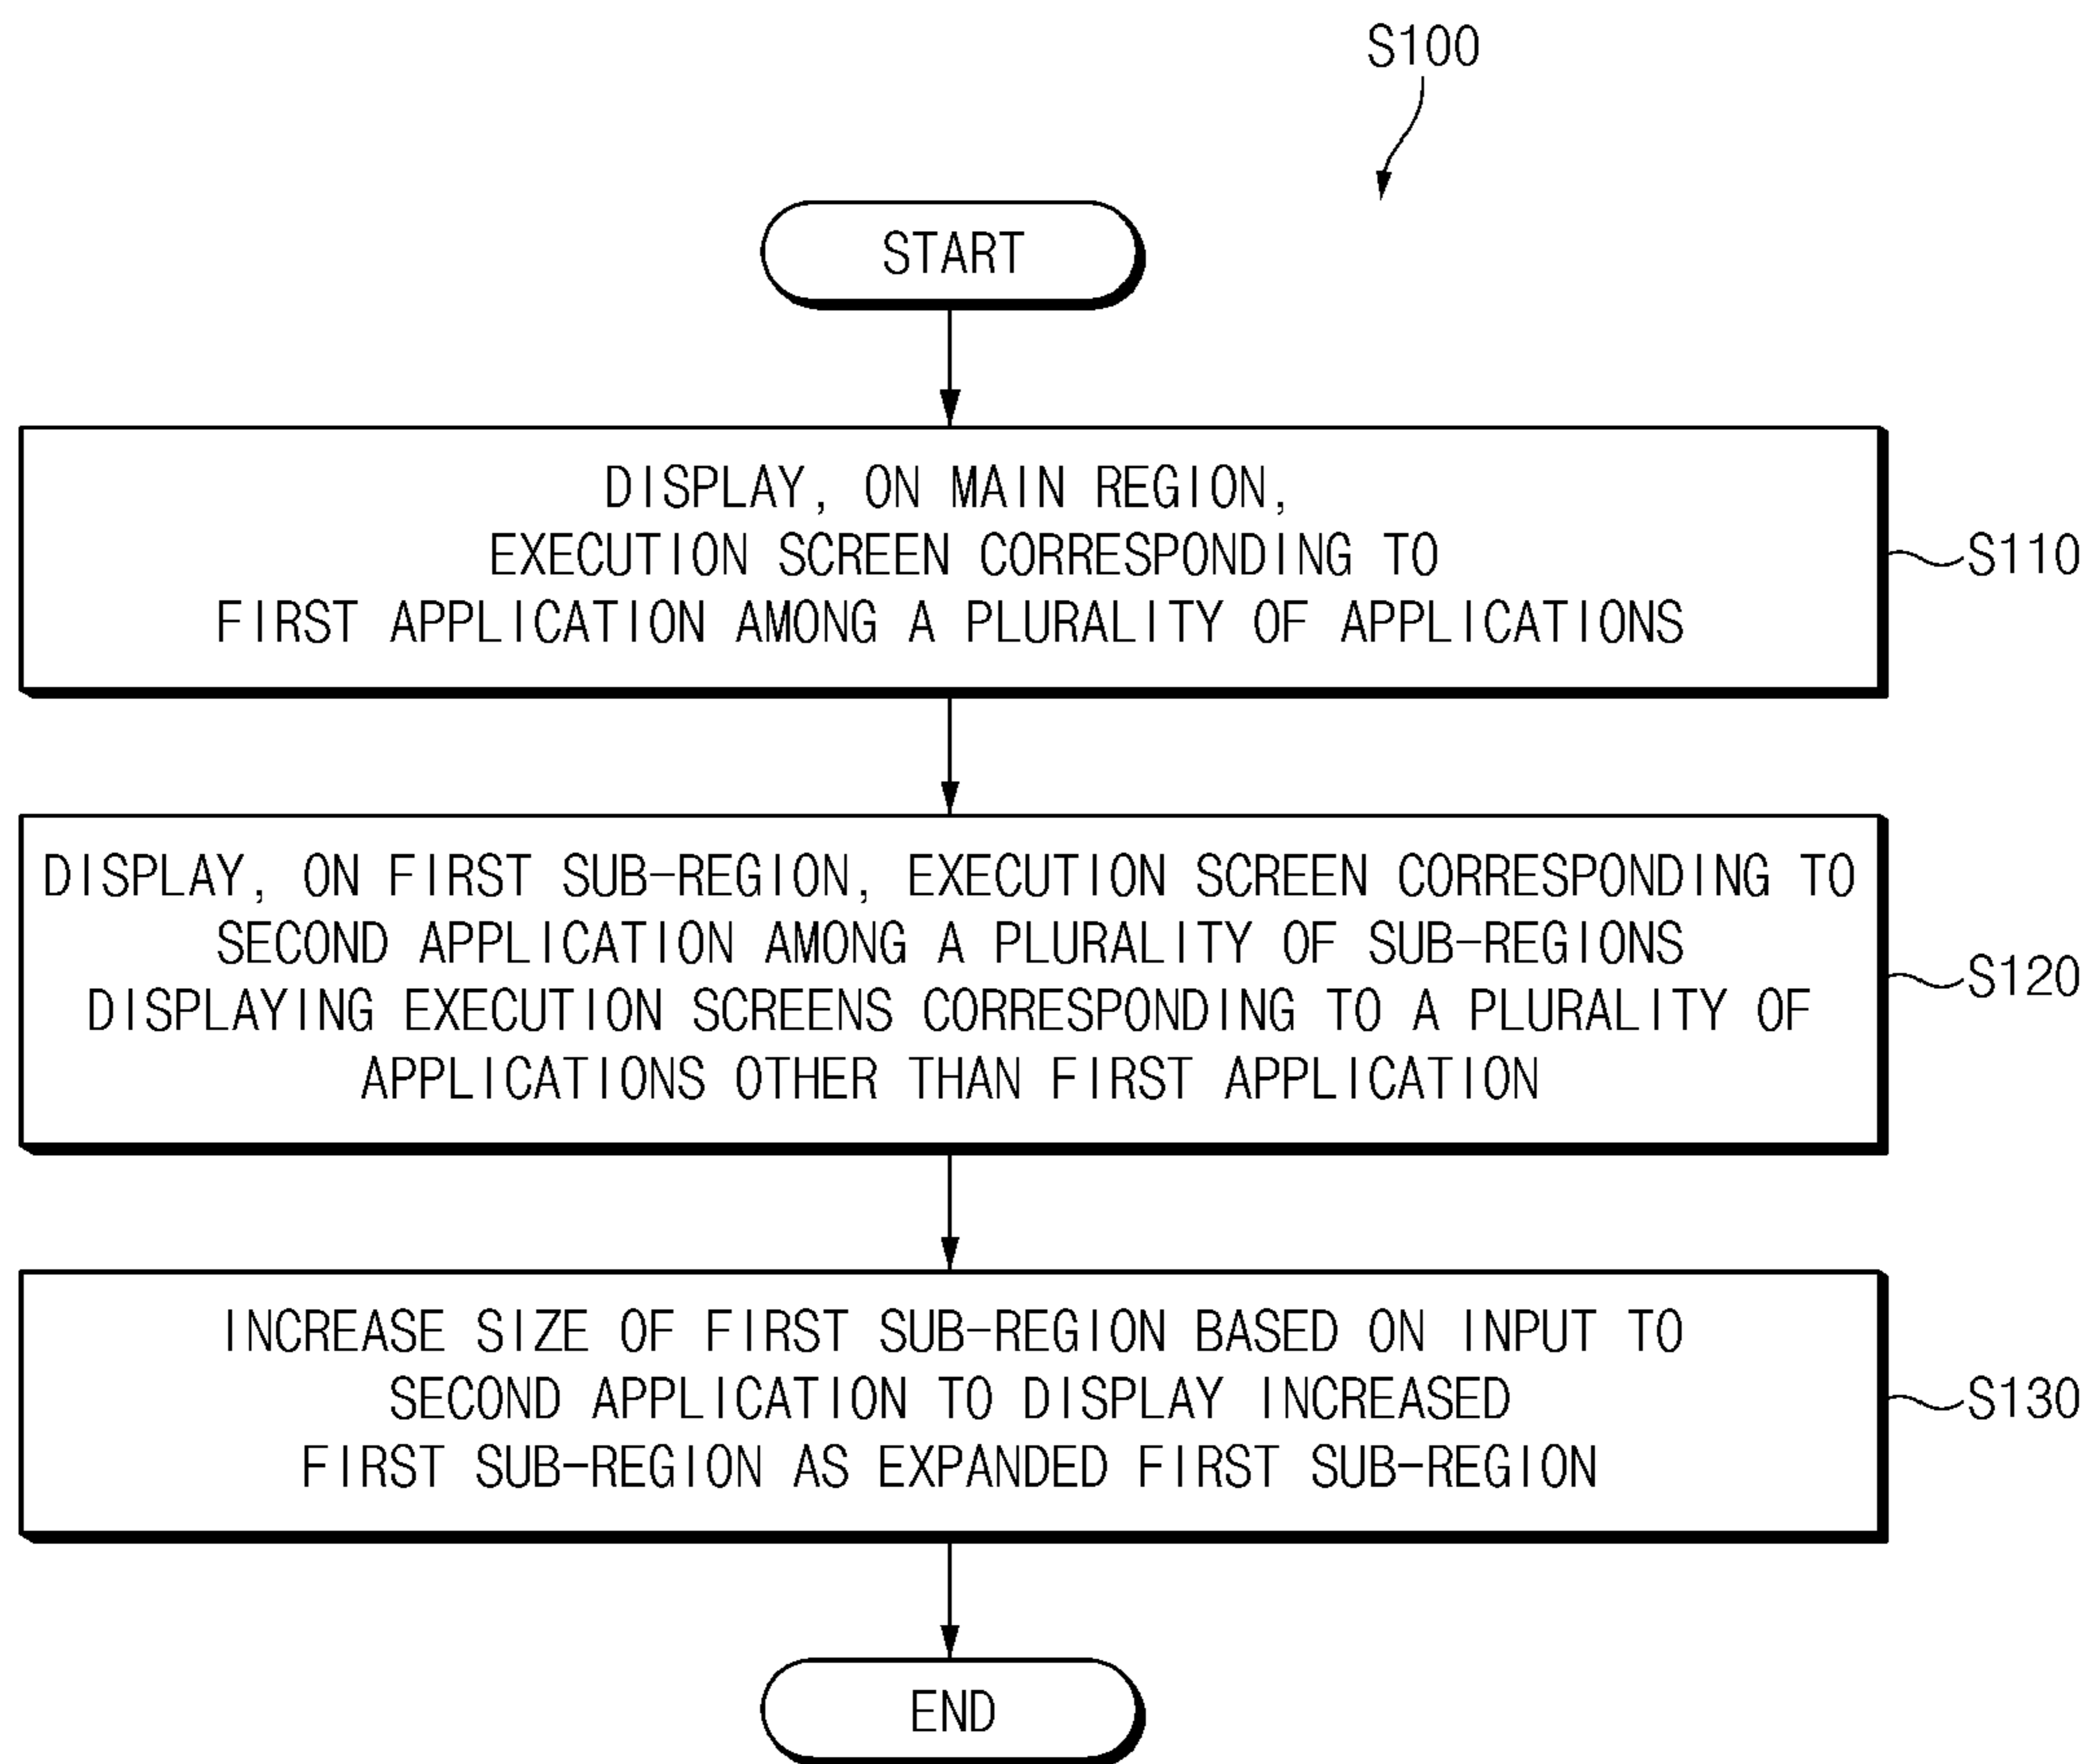 S100
START
DISPLAY, ON MAIN REGION,
EXECUTION SCREEN CORRESPONDING TO
FIRST APPLICATION AMONG A PLURALITY OF APPLICATIONS
S110
DISPLAY, ON FIRST SUB-REGION, EXECUTION SCREEN CORRESPONDING TO
SECOND APPLICATION AMONG A PLURALITY OF SUB-REGIONS
DISPLAYING EXECUTION SCREENS CORRESPONDING TO A PLURALITY OF
APPLICATIONS OTHER THAN FIRST APPLICATION
S120
INCREASE SIZE OF FIRST SUB-REGION BASED ON INPUT TO
SECOND APPLICATION TO DISPLAY INCREASED
FIRST SUB-REGION AS EXPANDED FIRST SUB-REGION
S130
END